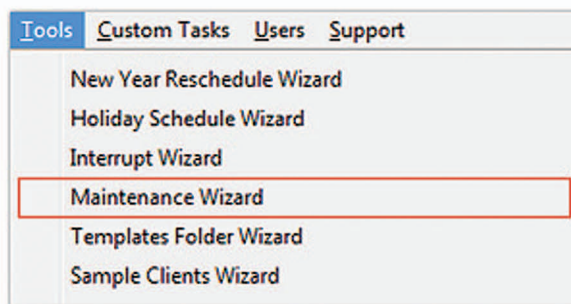 Tools Custom Tasks Users Support
New Year Reschedule Wizard
Holiday Schedule Wizard
Interrupt Wizard
Maintenance Wizard
Templates Folder Wizard
Sample Clients Wizard